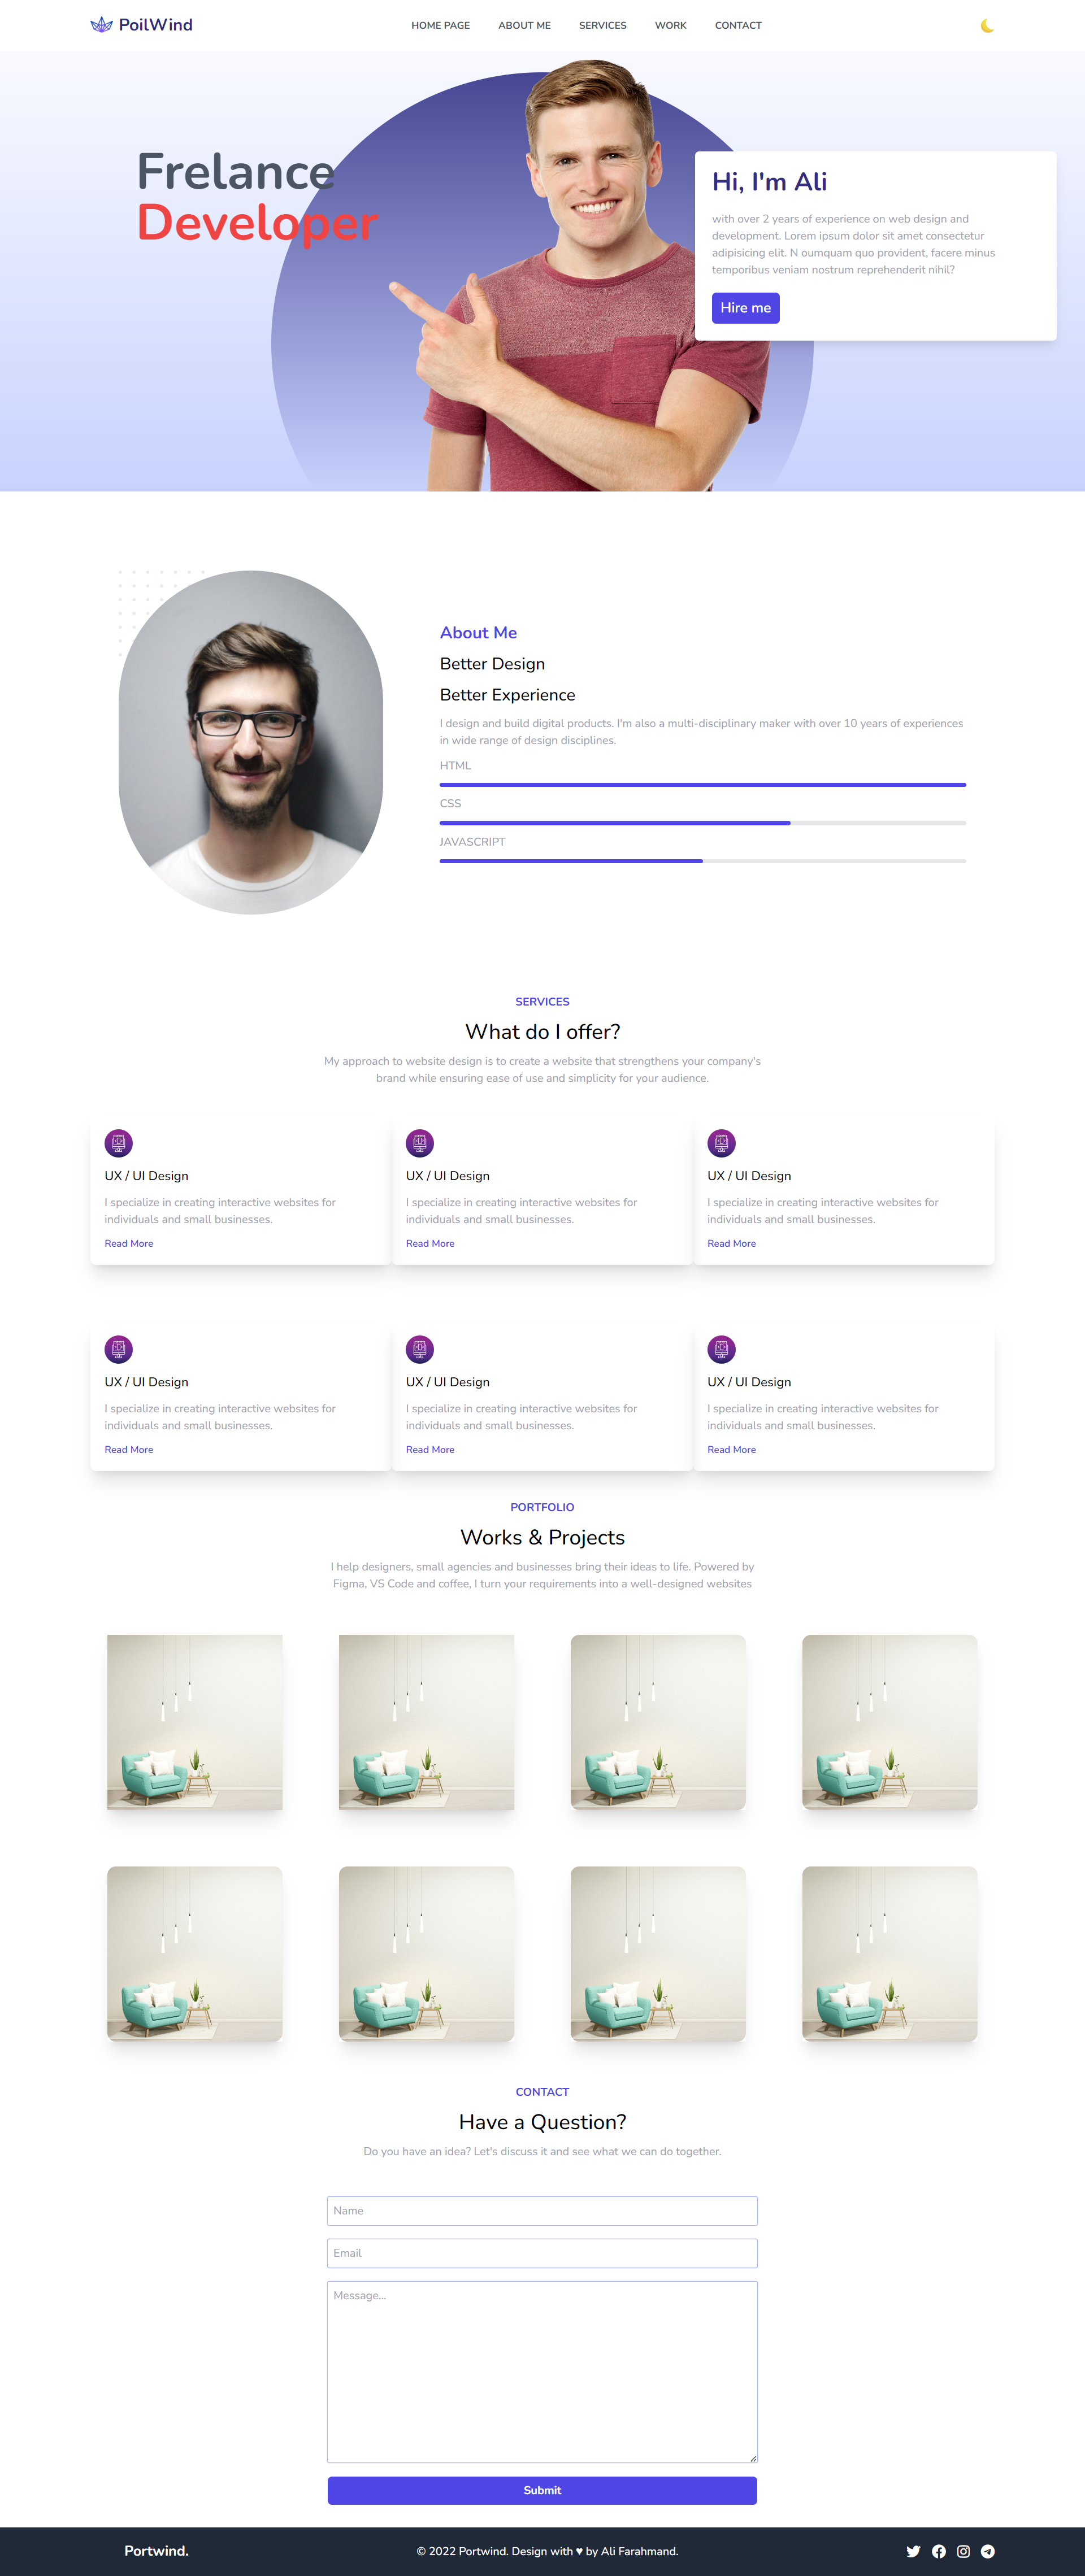 PoilWind
HOME PAGE
ABOUT ME
SERVICES
WORK
CONTACT
Frelance
Developer
Hi, I'm Ali
with over 2 years of experience on web design and
development. Lorem ipsum dolor sit amet consectetur
adipisicing elit. N oumquam quo provident, facere minus
temporibus veniam nostrum reprehenderit nihil?
Hire me
About Me
Better Design
Better Experience
I design and build digital products. I'm also a multi-disciplinary maker with over 10 years of experiences
in wide range of design disciplines.
HTML
CSS
JAVASCRIPT
SERVICES
What do I offer?
My approach to website design is to create a website that strengthens your company's
brand while ensuring ease of use and simplicity for your audience.
UX / UI Design
I specialize in creating interactive websites for
individuals and small businesses.
Read More
UX / UI Design
I specialize in creating interactive websites for
individuals and small businesses.
Read More
UX / UI Design
I specialize in creating interactive websites for
individuals and small businesses.
Read More
UX / UI Design
I specialize in creating interactive websites for
individuals and small businesses.
Read More
UX / UI Design
I specialize in creating interactive websites for
individuals and small businesses.
Read More
UX / UI Design
I specialize in creating interactive websites for
individuals and small businesses.
Read More
PORTFOLIO
Works & Projects
I help designers, small agencies and businesses bring their ideas to life. Powered by
Figma, VS Code and coffee, I turn your requirements into a well-designed websites
CONTACT
Have a Question?
Do you have an idea? Let's discuss it and see what we can do together.
Name
Email
Message...
Submit
Portwind.
© 2022 Portwind. Design with ♥ by Ali Farahmand.